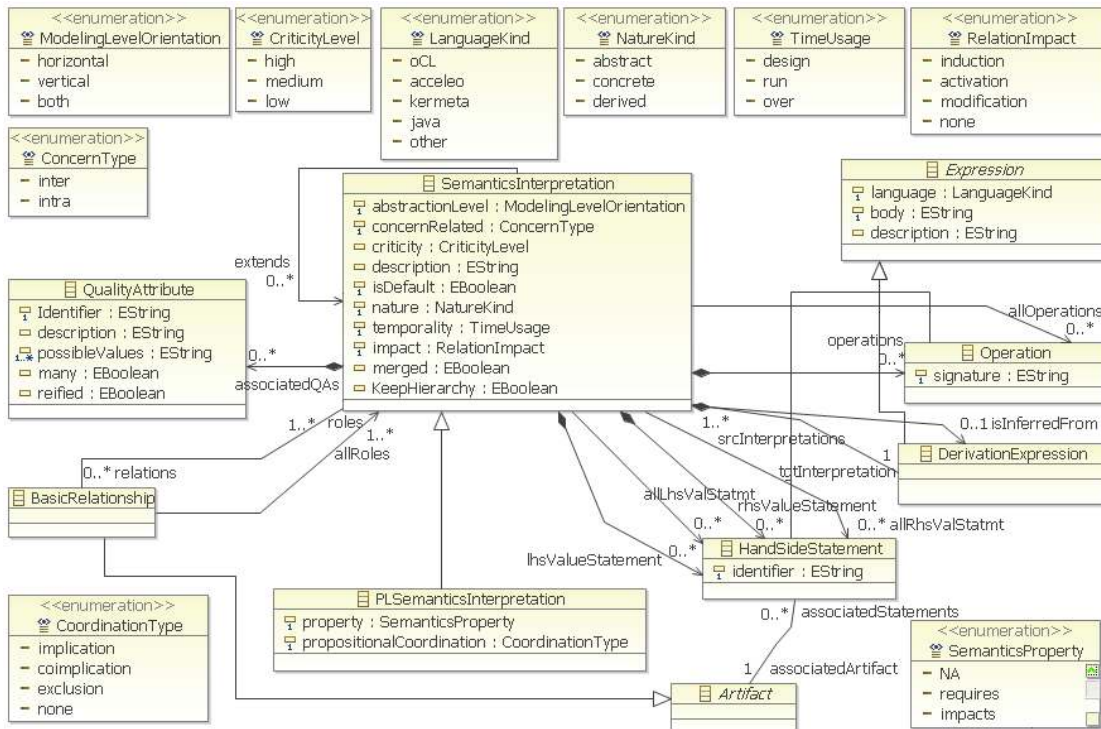 <<enumeration>>
ModelingLevelOrientation
horizontal
vertical
both
<<enumeration>>
CriticityLevel
high
medium
low
<<enumeration>>
LanguageKind
oCL
acceleo
kermeta
java
other
<<enumeration>>
NatureKind
abstract
concrete
derived
<<enumeration>>
TimeUsage
design
run
over
<<enumeration>>
RelationImpact
induction
activation
modification
none
<<enumeration>>
ConcernType
inter
intra
SemanticsInterpretation
abstractionLevel : ModelingLevelOrientation
concernRelated : ConcernType
criticity : CriticityLevel
description : EString
isDefault : EBoolean
nature : NatureKind
temporality : TimeUsage
impact : RelationImpact
merged : EBoolean
KeepHierarchy : EBoolean
Expression
language : LanguageKind
body : EString
description : EString
extends
0..*
QualityAttribute
Identifier : EString
description : EString
possibleValues : EString
many : EBoolean
reified : EBoolean
0..*
associatedQAs
allOperations
0..*
operations
0..*
Operation
signature : EString
1..* roles
1..*
allRoles
0..* relations
BasicRelationship
1..*
srcInterpretations
0..1 isInferredFrom
1
tgtInterpretation
DerivationExpression
allLhsValStatmt
0..*
rhsValueStatement
0..*
0..* allRhsValStatmt
lhsValueStatement
0..*
HandSideStatement
identifier : EString
PLSemanticsInterpretation
property : SemanticsProperty
propositionalCoordination : CoordinationType
0..* associatedStatements
1 associatedArtifact
Artifact
<<enumeration>>
CoordinationType
implication
coimplication
exclusion
none
<<enumeration>>
SemanticsProperty
NA
requires
impacts